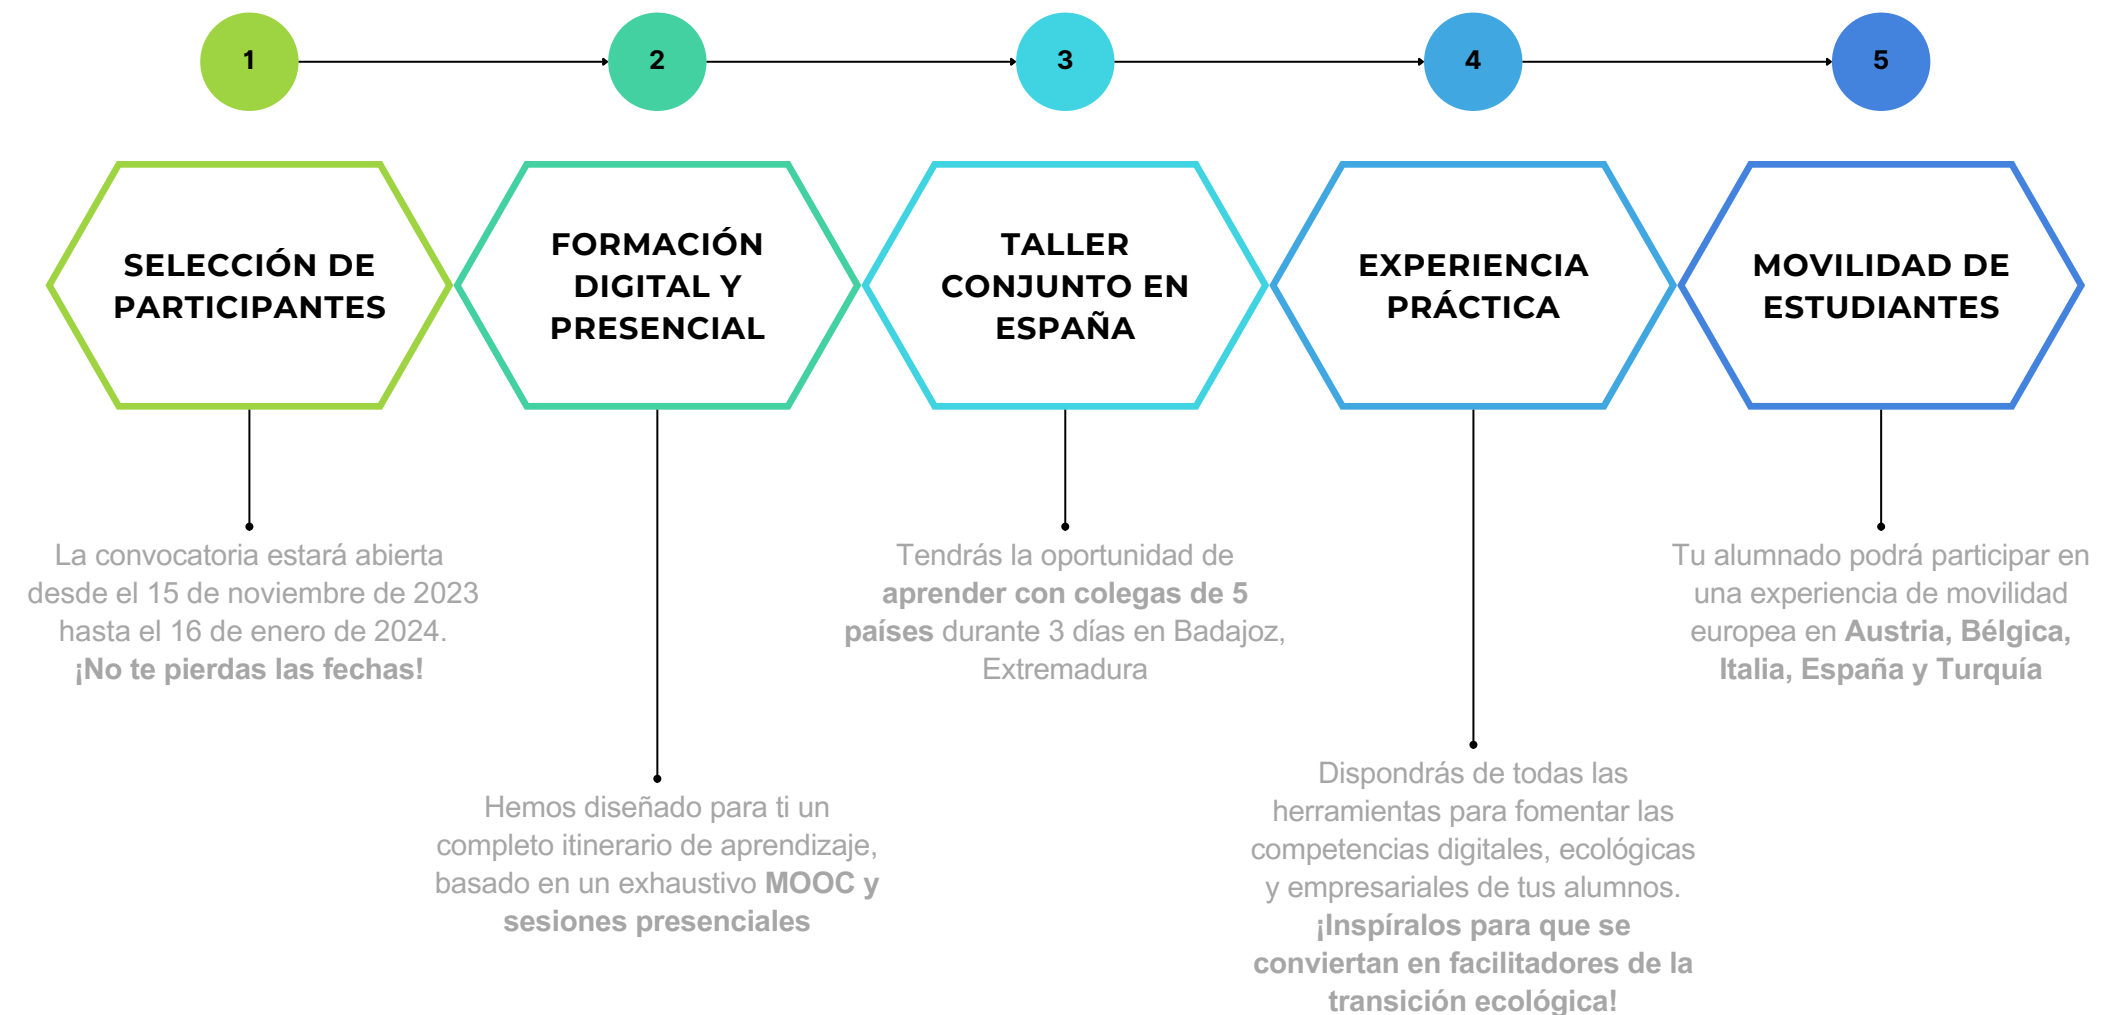 1
2
3
4
5
SELECCIÓN DE
PARTICIPANTES
FORMACIÓN
DIGITAL Y
PRESENCIAL
TALLER
CONJUNTO EN
ESPAÑA
EXPERIENCIA
PRÁCTICA
MOVILIDAD DE
ESTUDIANTES
La convocatoria estará abierta
desde el 15 de noviembre de 2023
hasta el 16 de enero de 2024.
¡No te pierdas las fechas!
Hemos diseñado para ti un
completo itinerario de aprendizaje,
basado en un exhaustivo MOOC y
sesiones presenciales
Tendrás la oportunidad de
aprender con colegas de 5
países durante 3 días en Badajoz,
Extremadura
Dispondrás de todas las
herramientas para fomentar las
competencias digitales, ecológicas
y empresariales de tus alumnos.
¡Inspíralos para que se
conviertan en facilitadores de la
transición ecológica!
Tu alumnado podrá participar en
una experiencia de movilidad
europea en Austria, Bélgica,
Italia, España y Turquía